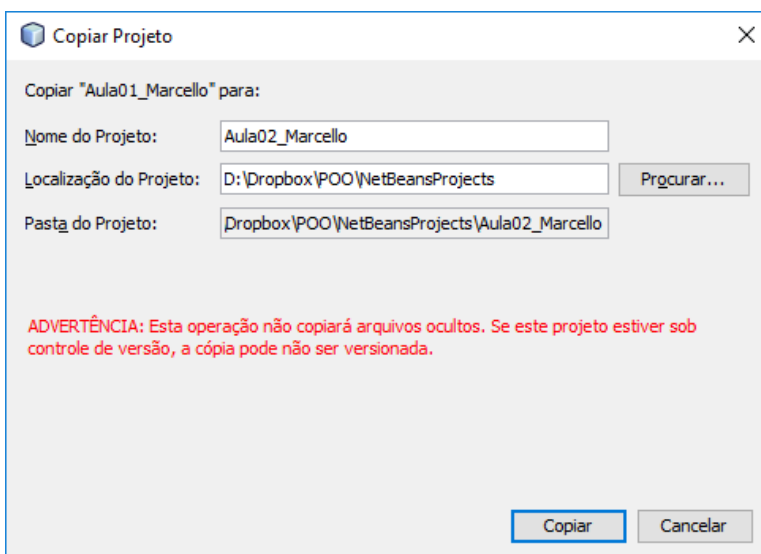 Copiar Projeto
Copiar "Aula01_Marcello" para:
Nome do Projeto: Aula02_Marcello
Localização do Projeto: D:\Dropbox\POO\NetBeansProjects Procurar...
Pasta do Projeto: Dropbox\POO\NetBeansProjects\Aula02_Marcello
ADVERTÊNCIA: Esta operação não copiará arquivos ocultos. Se este projeto estiver sob
controle de versão, a cópia pode não ser versionada.
Copiar Cancelar